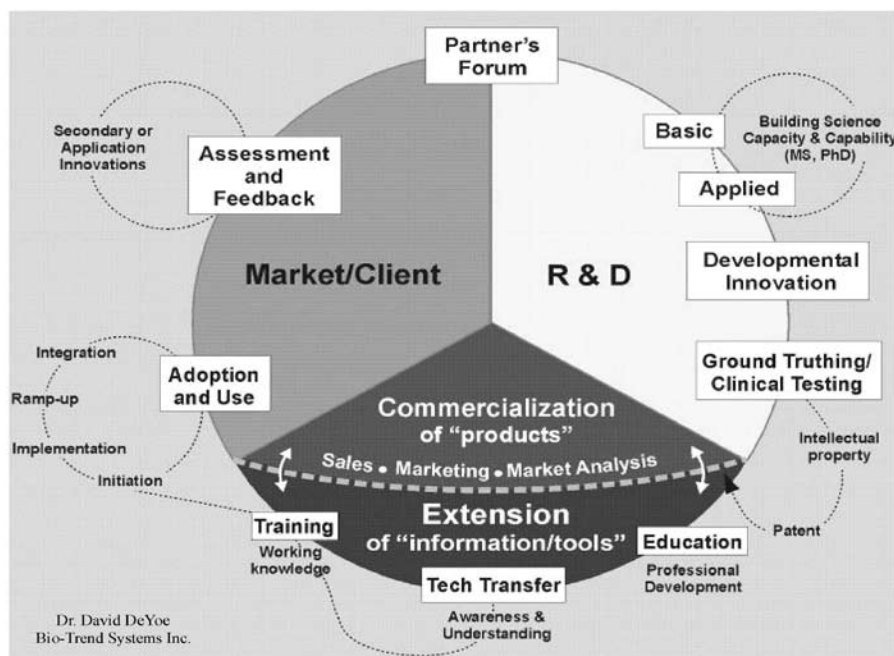 Partner's
Forum
Basic
Building Science
Capacity & Capability
(MS, PhD)
Applied
Secondary or
Application
Innovations
Assessment
and
Feedback
Market/Client
R & D
Developmental
Innovation
Ground Truthing/
Clinical Testing
Intellectual
property
Patent
Integration
Ramp-up
Implementation
Initiation
Adoption
and Use
Commercialization
of “products”
Sales • Marketing • Market Analysis
Extension
of “information/tools”
Training
Working
knowledge
Tech Transfer
Awareness &
Understanding
Education
Professional
Development
Dr. David DeYoe
Bio-Trend Systems Inc.